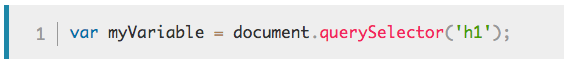 1 var myVariable = document.querySelector('h1');